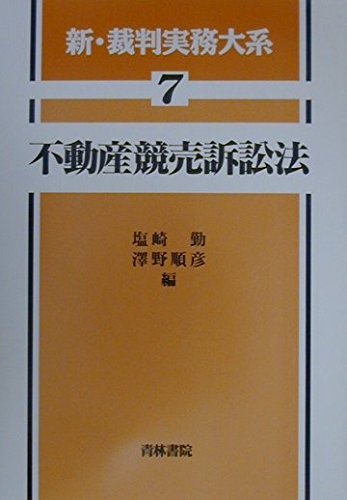 新・裁判実務大系
7
不動産競売訴訟法
塩崎 勤
澤野順彦
編
青林書院